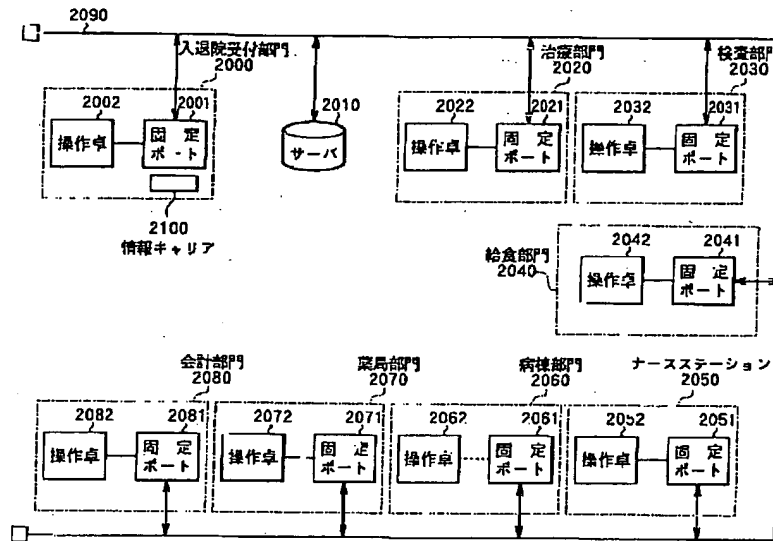 2090
入退院受付部門
2000
2002
2001
操作卓
固 定
ポート
2100
情報キャリア
2010
サーバ
治療部門
2020
2022
2021
操作卓
固 定
ポート
検査部門
2030
2032
2031
操作卓
固 定
ポート
給食部門
2040
2042
2041
操作卓
固 定
ポート
会計部門
2080
2082
2081
操作卓
固 定
ポート
薬局部門
2070
2072
2071
操作卓
固 定
ポート
病棟部門
2060
2062
2061
操作卓
固 定
ポート
ナースステーション
2050
2052
2051
操作卓
固 定
ポート